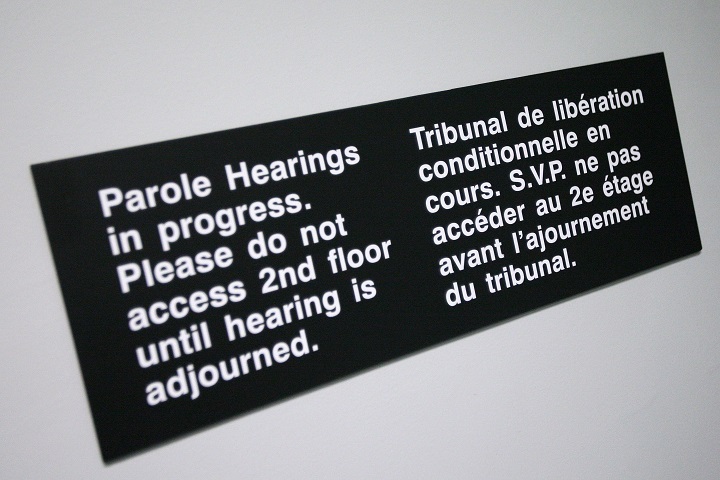 Parole Hearings
in progress.
Please do not
access 2nd floor
until hearing is
adjourned.
Tribunal de libération
conditionnelle en
cours. S.V.P. ne pas
accéder au 2e étage
avant l'ajournement
du tribunal.